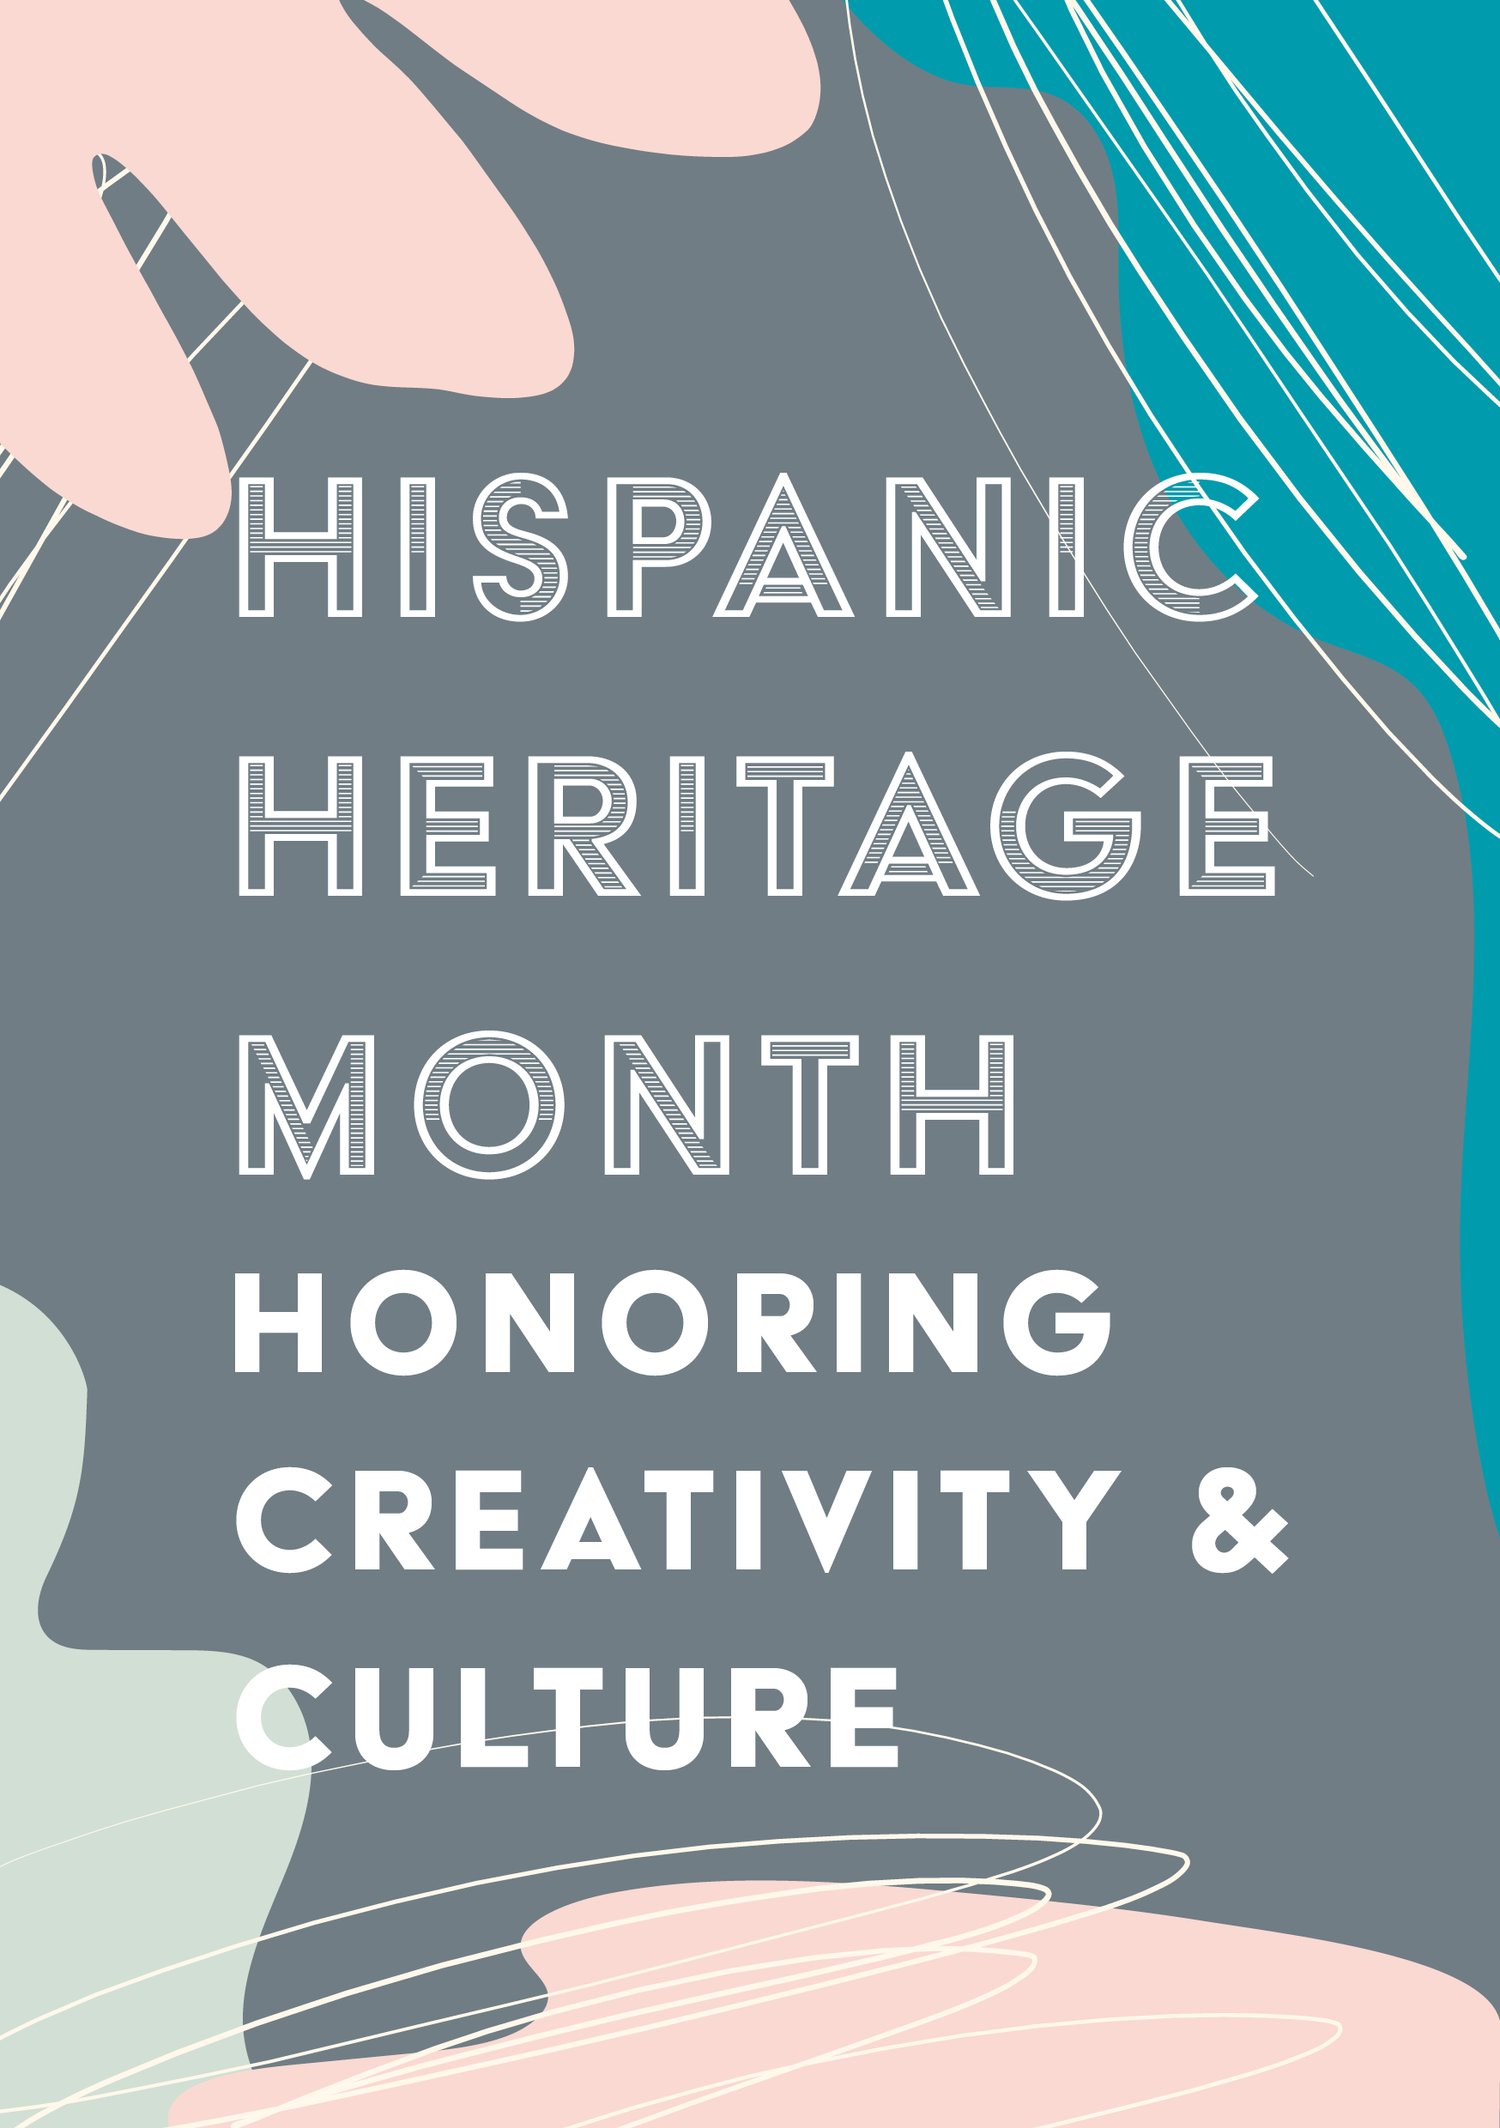 HISPANIC
HERITAGE
MONTH
HONORING
CREATIVITY &
CULTURE